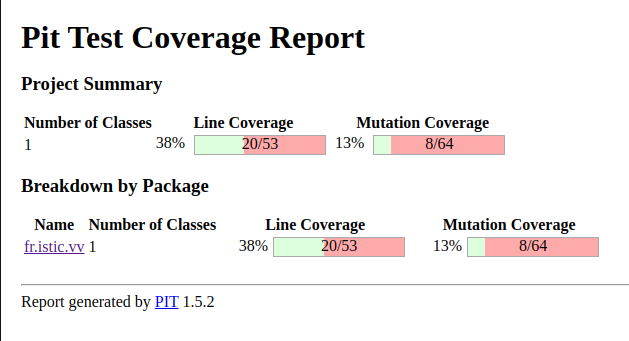 Pit Test Coverage Report
Project Summary
Number of Classes Line Coverage Mutation Coverage
1 38% 20/53 13% 8/64
Breakdown by Package
Name Number of Classes Line Coverage Mutation Coverage
fr.istic.vv 1 38% 20/53 13% 8/64
Report generated by PIT 1.5.2